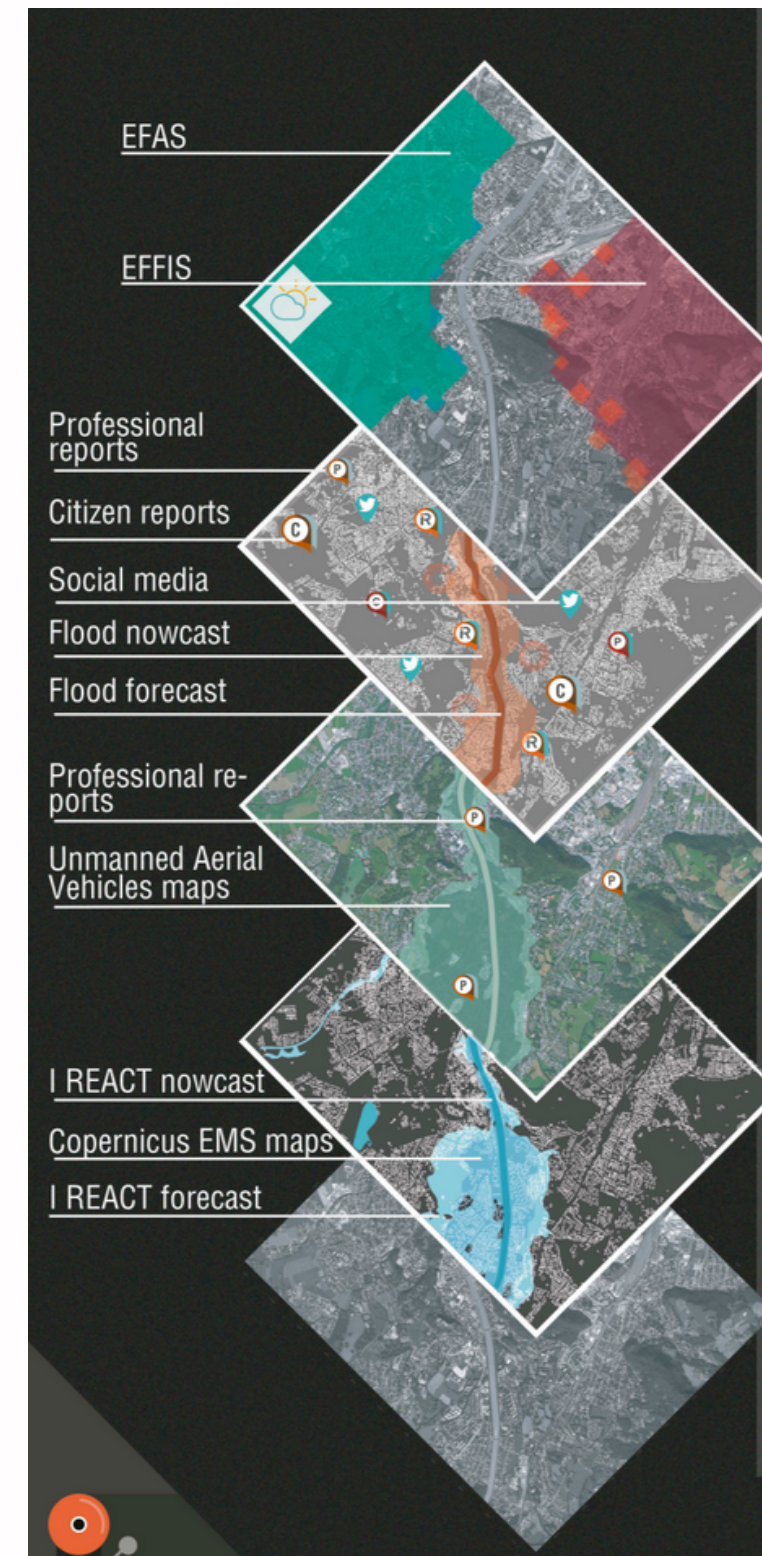 EFAS
EFFIS
Professional
reports
P
Citizen reports
R
C
Social media
C
Flood nowcast
R
P
Flood forecast
C
R
Professional re-
ports
P
Unmanned Aerial
Vehicles maps
P
P
I REACT nowcast
Copernicus EMS maps
I REACT forecast